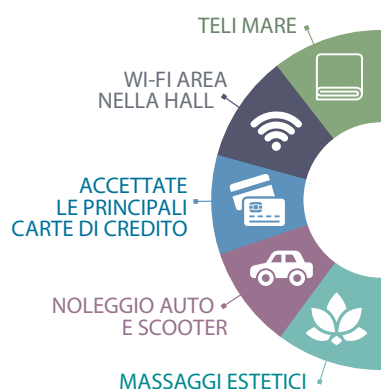 TELI MARE
WI-FI AREA
NELLA HALL
ACCETTATE
LE PRINCIPALI
CARTE DI CREDITO
NOLEGGIO AUTO
E SCOOTER
MASSAGGI ESTETICI